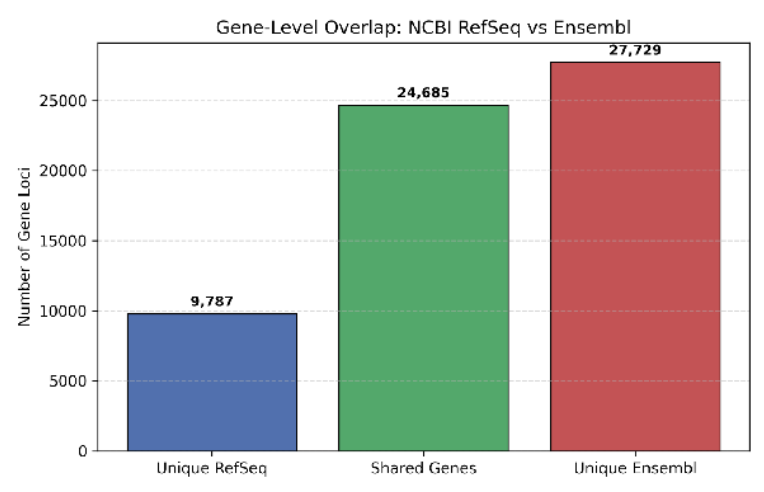 Gene-Level Overlap: NCBI RefSeq vs Ensembl
27,729
24,685
9,787
Number of Gene Loci
25000
20000
15000
10000
5000
0
Unique RefSeq
Shared Genes
Unique Ensembl